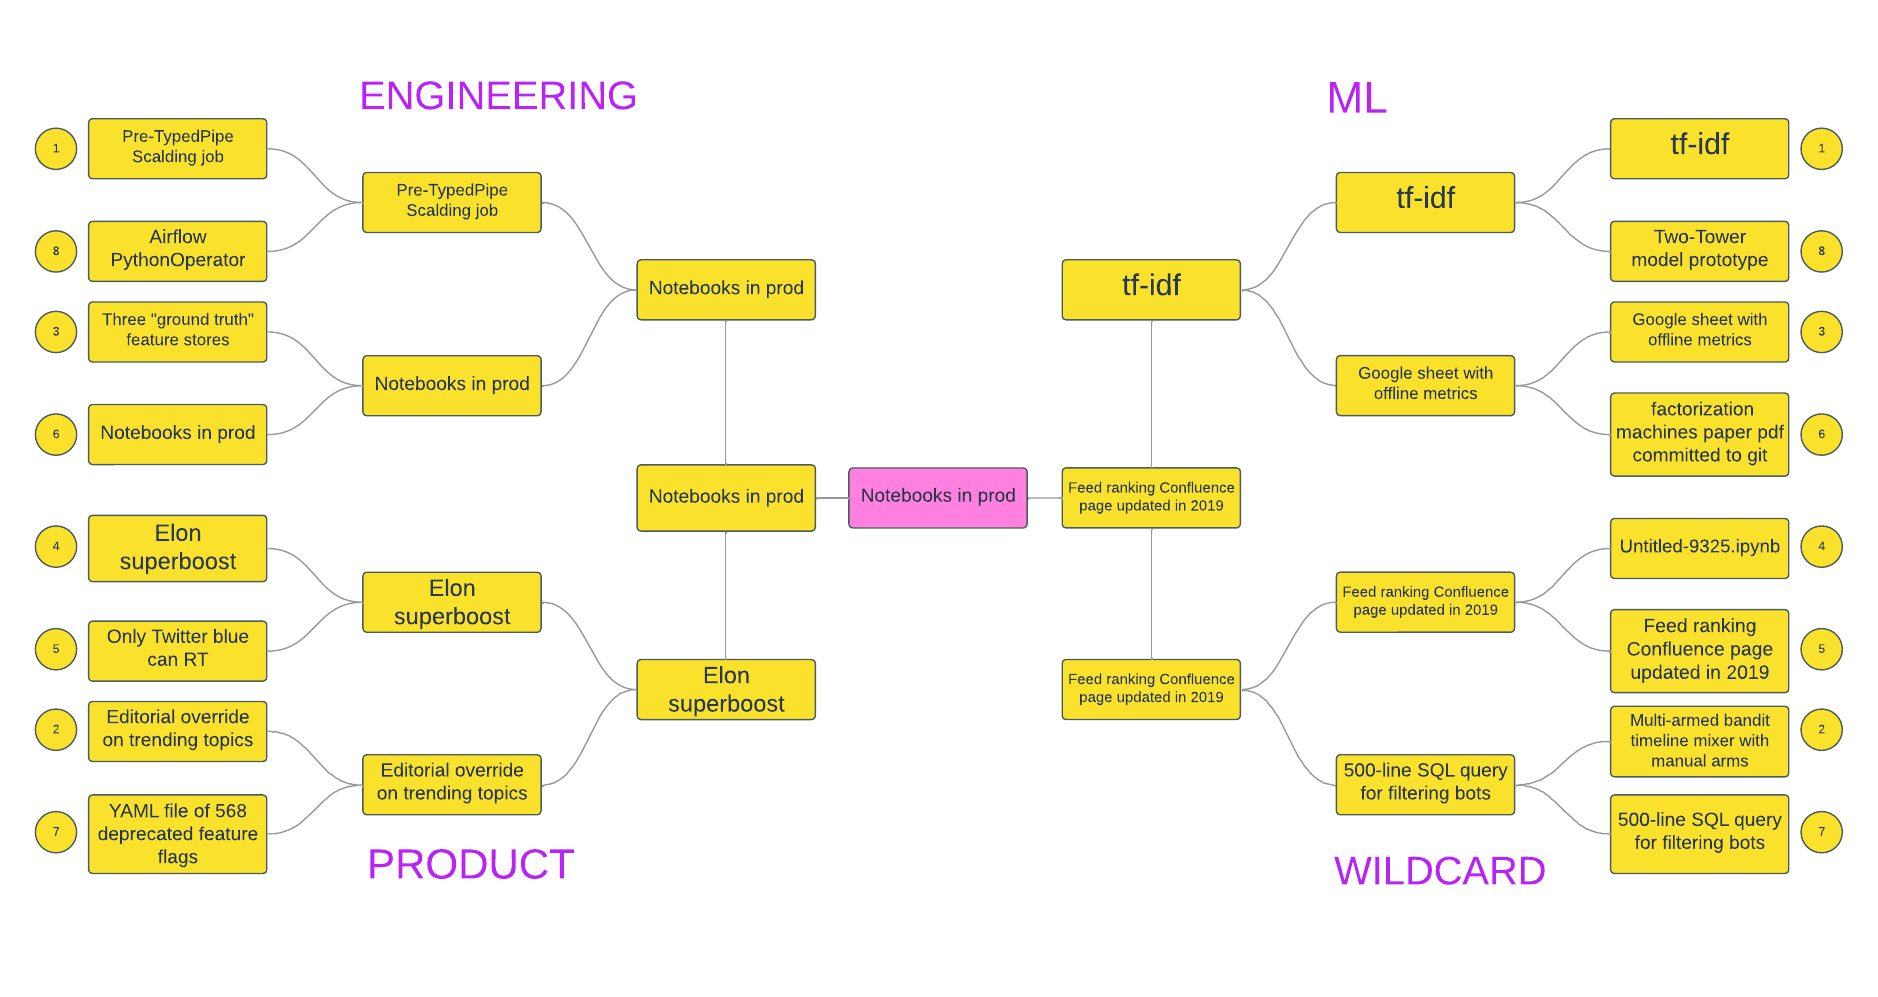 ENGINEERING
1
Pre-TypedPipe
Scalding job
8
Airflow
PythonOperator
3
Three "ground truth"
feature stores
6
Notebooks in prod
Pre-TypedPipe
Scalding job
Notebooks in prod
Notebooks in prod
4
Elon
superboost
5
Only Twitter blue
can RT
2
Editorial override
on trending topics
7
YAML file of 568
deprecated feature
flags
Elon
superboost
Editorial override
on trending topics
Elon
superboost
PRODUCT
Notebooks in prod
Notebooks in prod
Feed ranking Confluence
page updated in 2019
ML
tf-idf
tf-idf
Google sheet with
offline metrics
tf-idf
1
Two-Tower
model prototype
8
Google sheet with
offline metrics
3
factorization
machines paper pdf
committed to git
6
Feed ranking Confluence
page updated in 2019
Feed ranking Confluence
page updated in 2019
500-line SQL query
for filtering bots
Untitled-9325.ipynb
4
Feed ranking
Confluence page
updated in 2019
5
Multi-armed bandit
timeline mixer with
manual arms
2
500-line SQL query
for filtering bots
7
WILDCARD